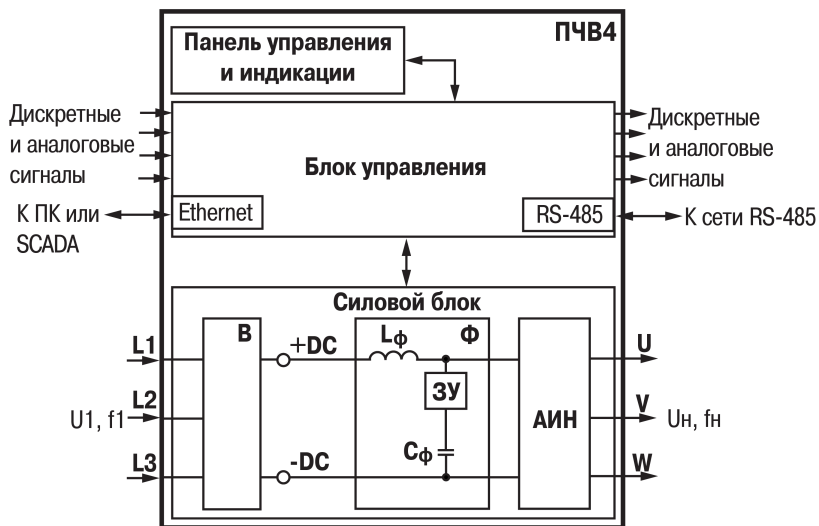 ПЧВ4
Панель управления
и индикации
Дискретные
и аналоговые
сигналы
Блок управления
Дискретные
и аналоговые
сигналы
К ПК или
SCADA
Ethernet
RS-485
К сети RS-485
Силовой блок
В
+DC
Lф
Ф
L1
U
ЗУ
L2
U1, f1
АИН
V
Uн, fн
Cф
L3
-DC
W